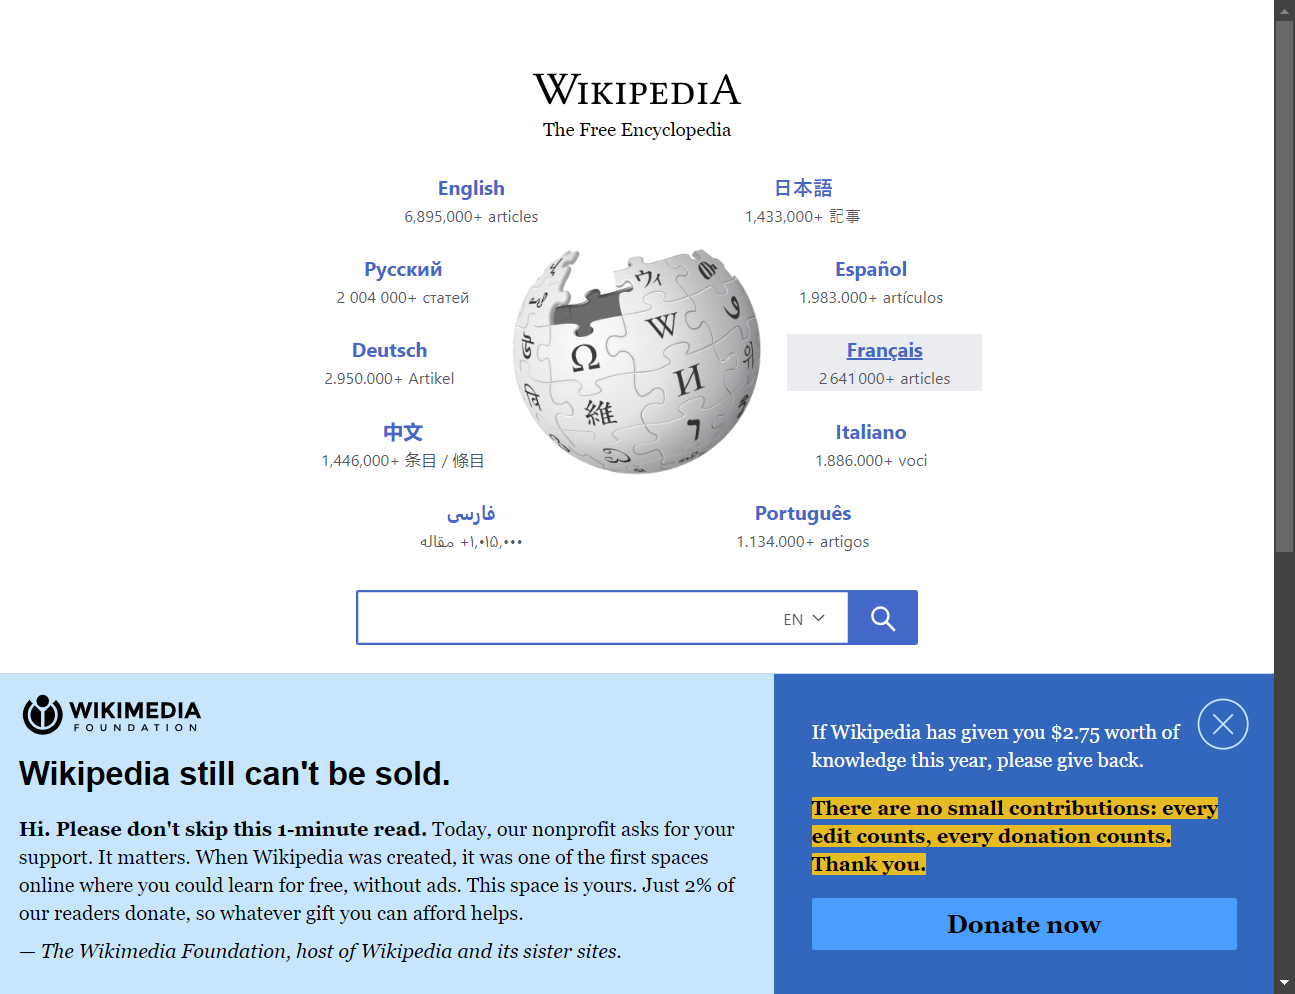 WIKIPEDIA
The Free Encyclopedia
English
6,895,000+ articles
日本語
1,433,000+ 記事
Русский
2 004 000+ статей
Español
1.983.000+ artículos
Deutsch
2.950.000+ Artikel
Français
2 641 000+ articles
中文
1,446,000+ 条目 / 條目
Italiano
1.886.000+ voci
فارسی
۱٬۰۱۵٬۰۰۰+ مقاله
Português
1.134.000+ artigos
Ω
W
И
維
ウィ
7
EN
WIKIMEDIA
FOUNDATION
Wikipedia still can't be sold.
Hi. Please don't skip this 1-minute read. Today, our nonprofit asks for your
support. It matters. When Wikipedia was created, it was one of the first spaces
online where you could learn for free, without ads. This space is yours. Just 2% of
our readers donate, so whatever gift you can afford helps.
— The Wikimedia Foundation, host of Wikipedia and its sister sites.
If Wikipedia has given you $2.75 worth of
knowledge this year, please give back.
There are no small contributions: every
edit counts, every donation counts.
Thank you.
Donate now